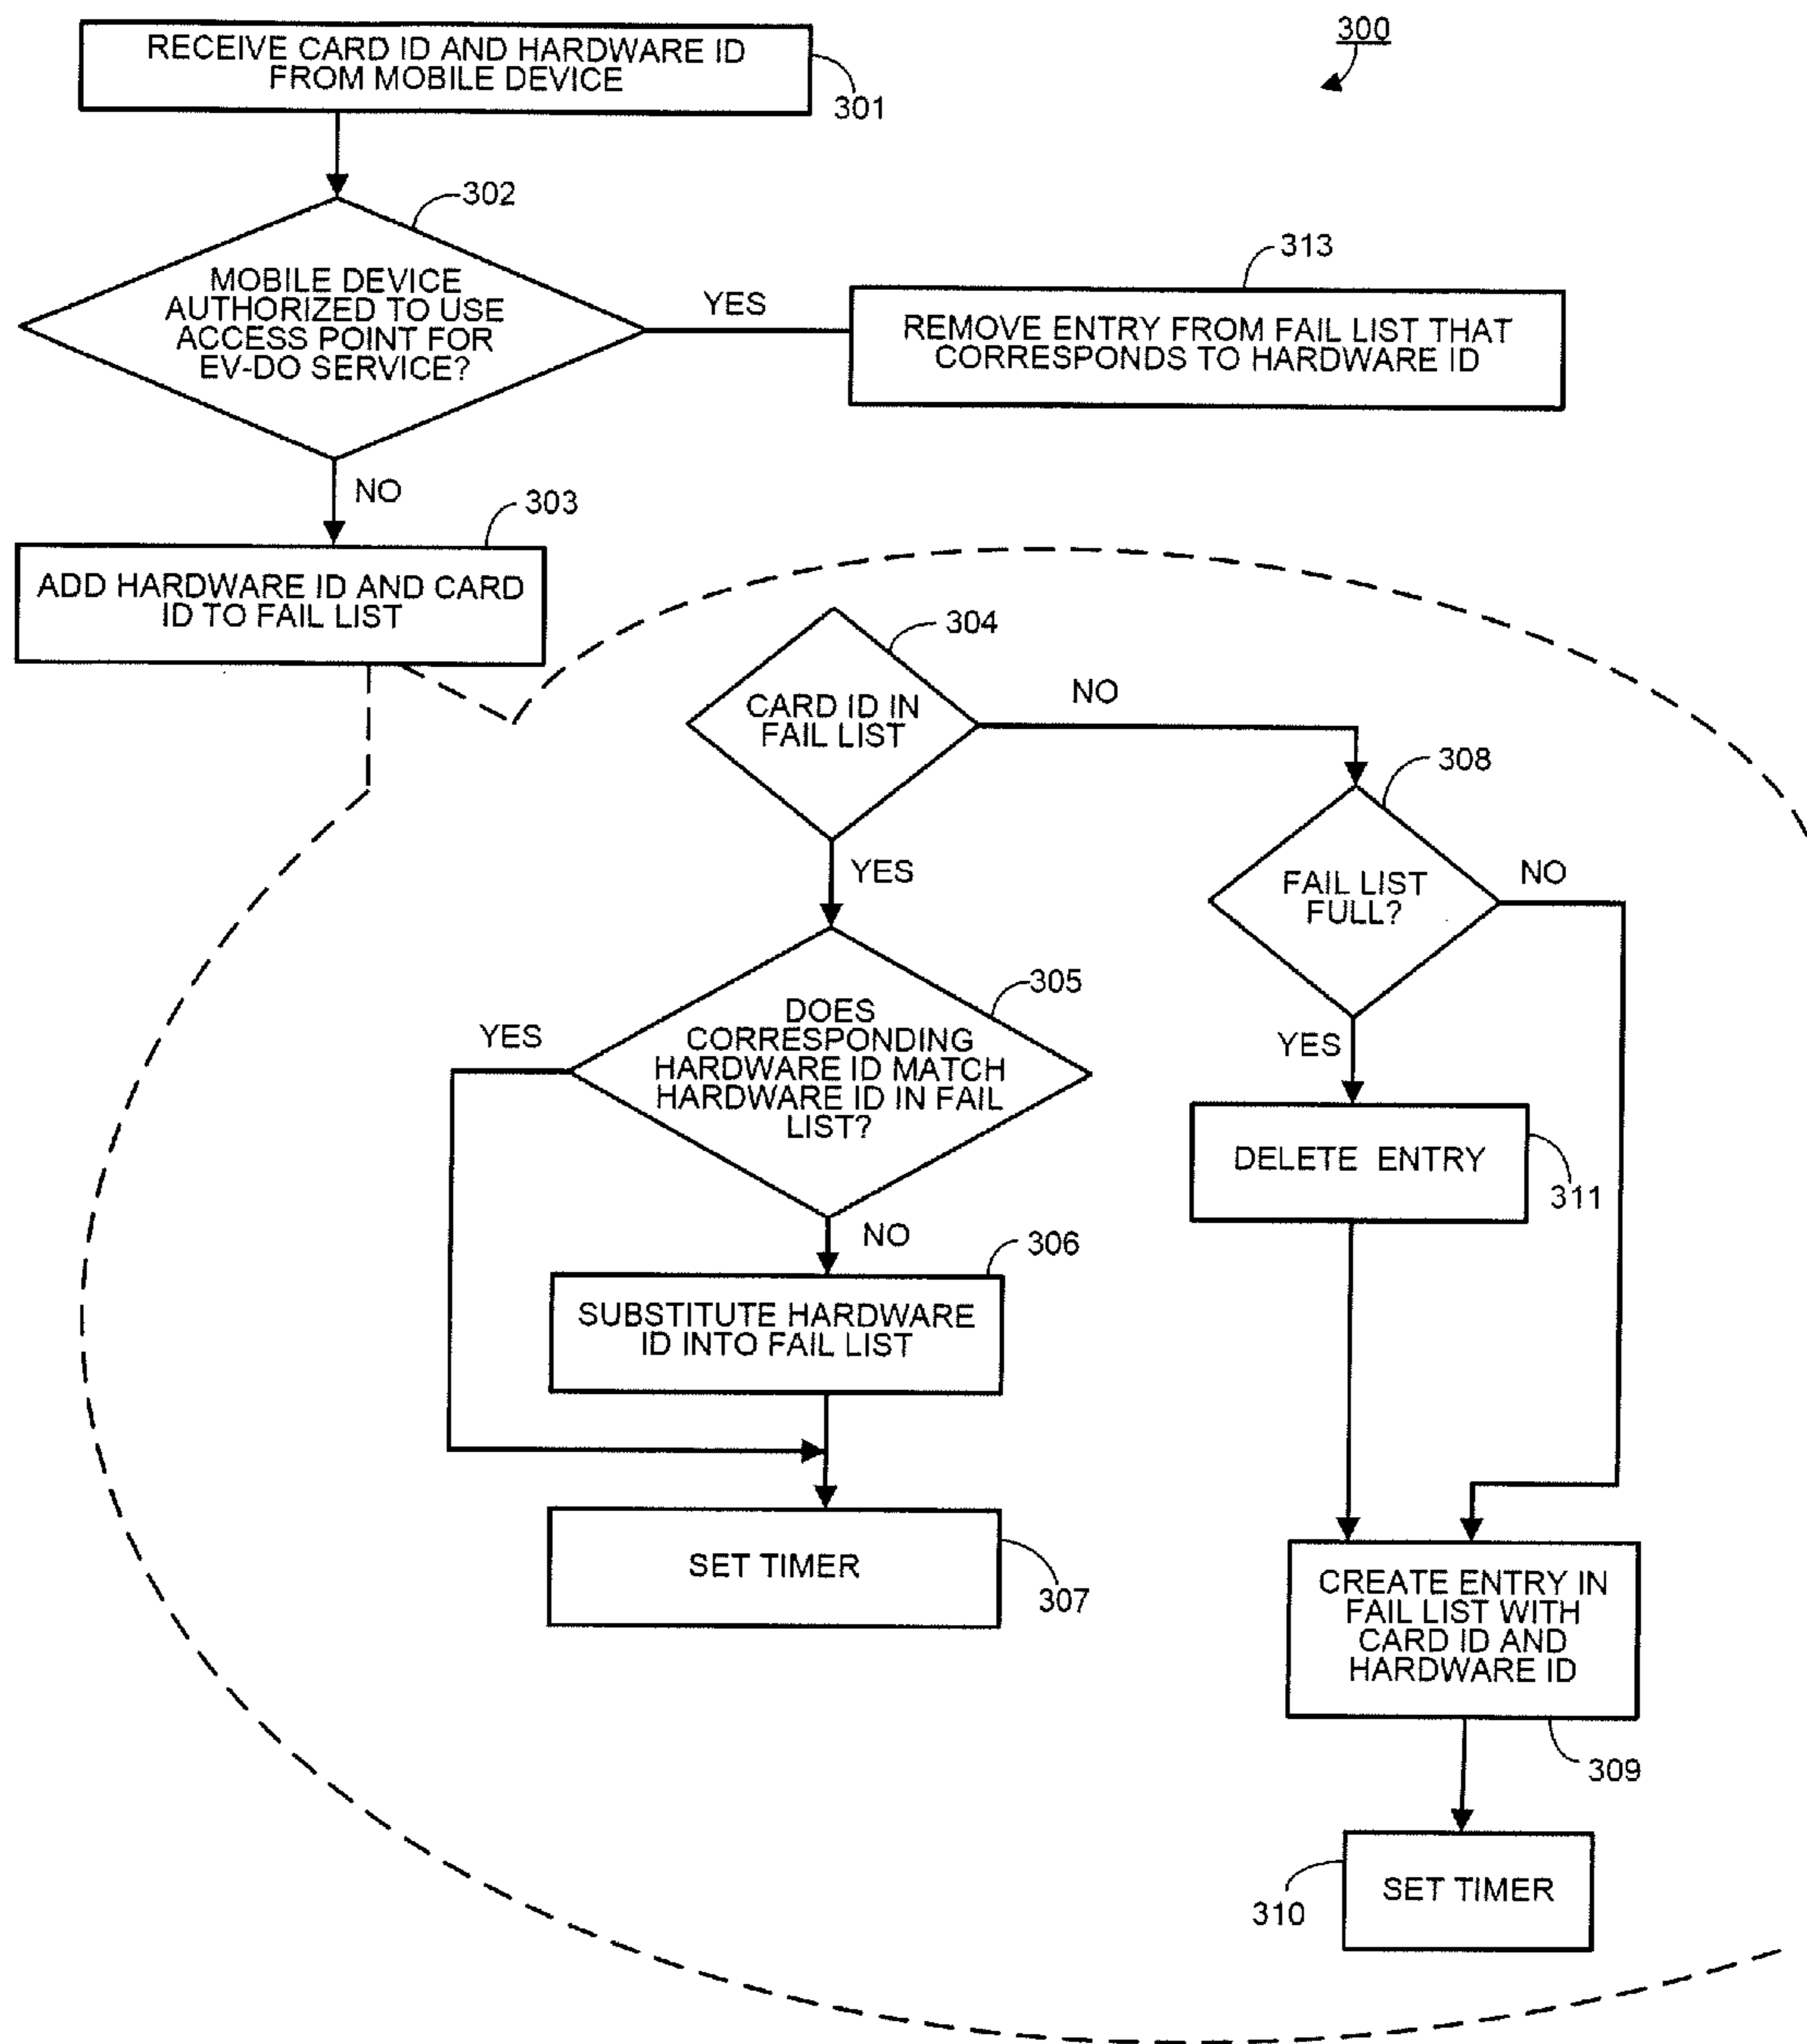 300
RECEIVE CARD ID AND HARDWARE ID
FROM MOBILE DEVICE
301
302
MOBILE DEVICE
AUTHORIZED TO USE
ACCESS POINT FOR
EV-DO SERVICE?
YES
313
REMOVE ENTRY FROM FAIL LIST THAT
CORRESPONDS TO HARDWARE ID
NO
303
ADD HARDWARE ID AND CARD
ID TO FAIL LIST
304
CARD ID IN
FAIL LIST
NO
YES
308
FAIL LIST
FULL?
NO
YES
305
DOES
CORRESPONDING
HARDWARE ID MATCH
HARDWARE ID IN FAIL
LIST?
YES
NO
306
SUBSTITUTE HARDWARE
ID INTO FAIL LIST
SET TIMER
307
DELETE ENTRY
311
CREATE ENTRY IN
FAIL LIST WITH
CARD ID AND
HARDWARE ID
309
SET TIMER
310